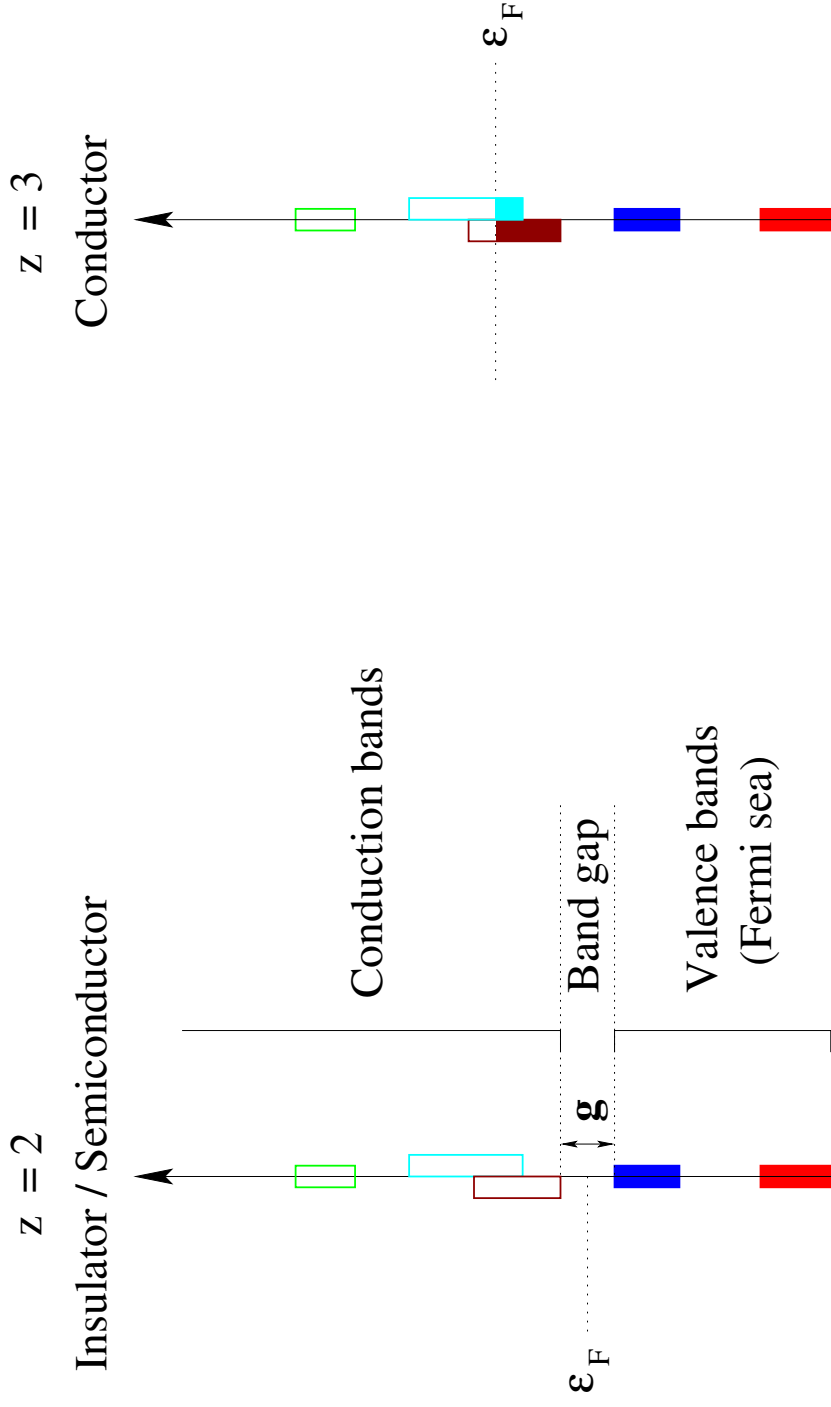 z = 2
Insulator / Semiconductor
Conduction bands
Band gap
g
ε_F
Valence bands
(Fermi sea)
z = 3
Conductor
ε_F